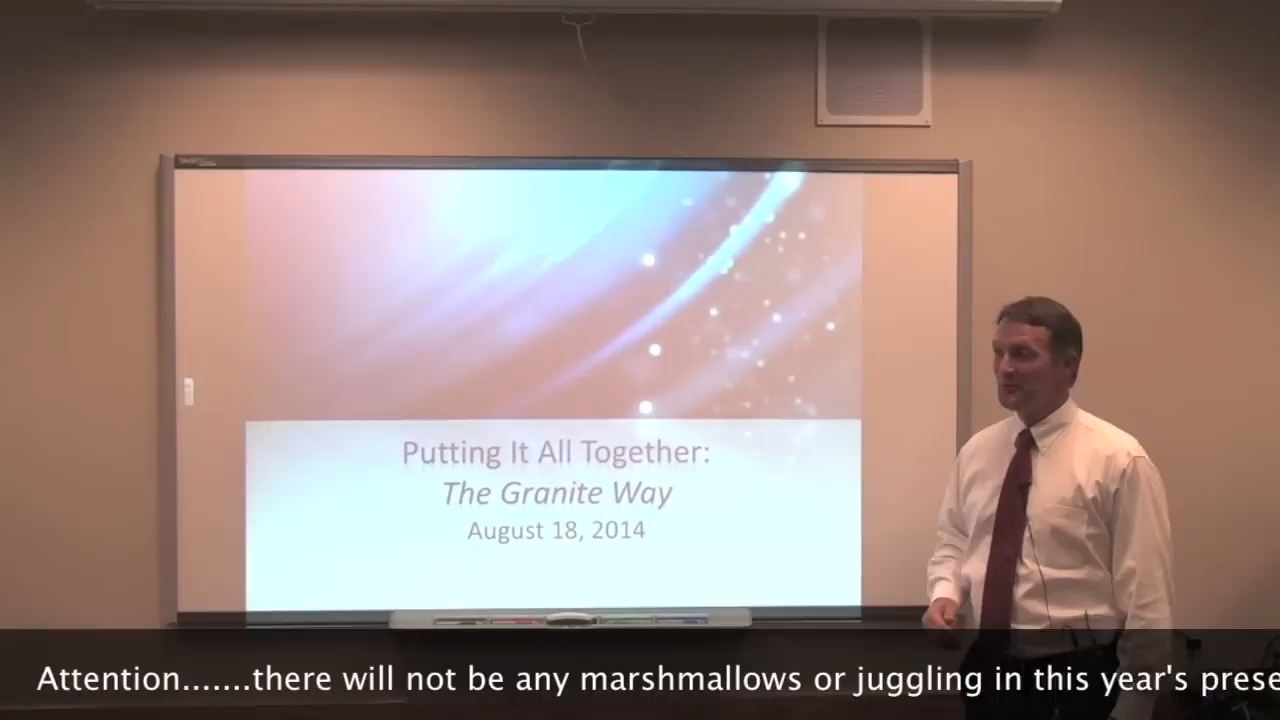 Putting It All Together:
The Granite Way
August 18, 2014
Attention.......there will not be any marshmallows or juggling in this year's prese